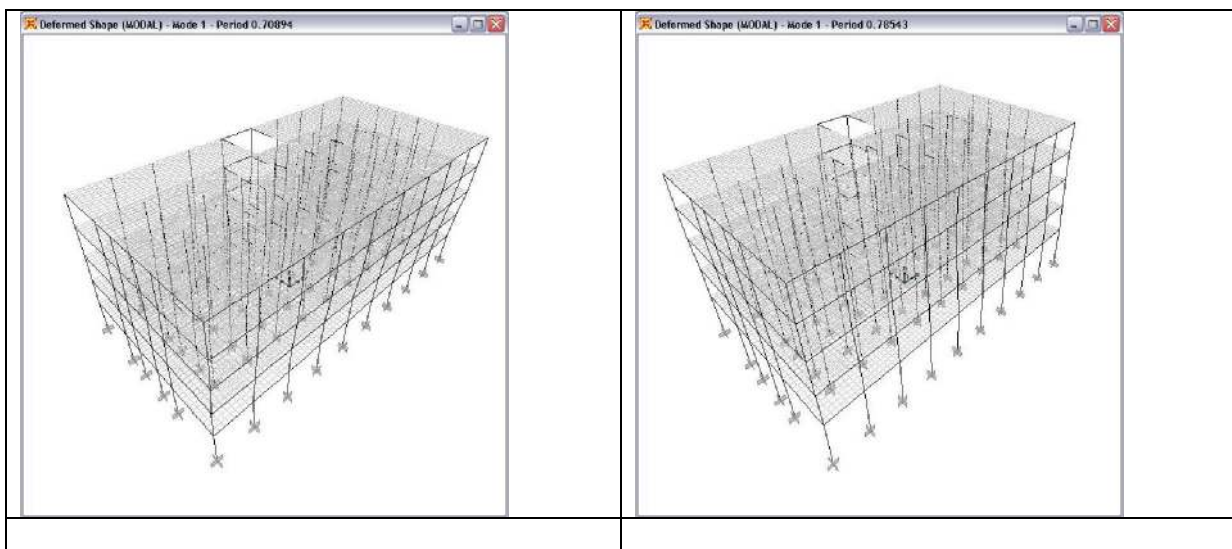 Deformed Shape (MODAL) - Mode 1 - Period 0.70894
Deformed Shape (MODAL) - Mode 1 - Period 0.78543